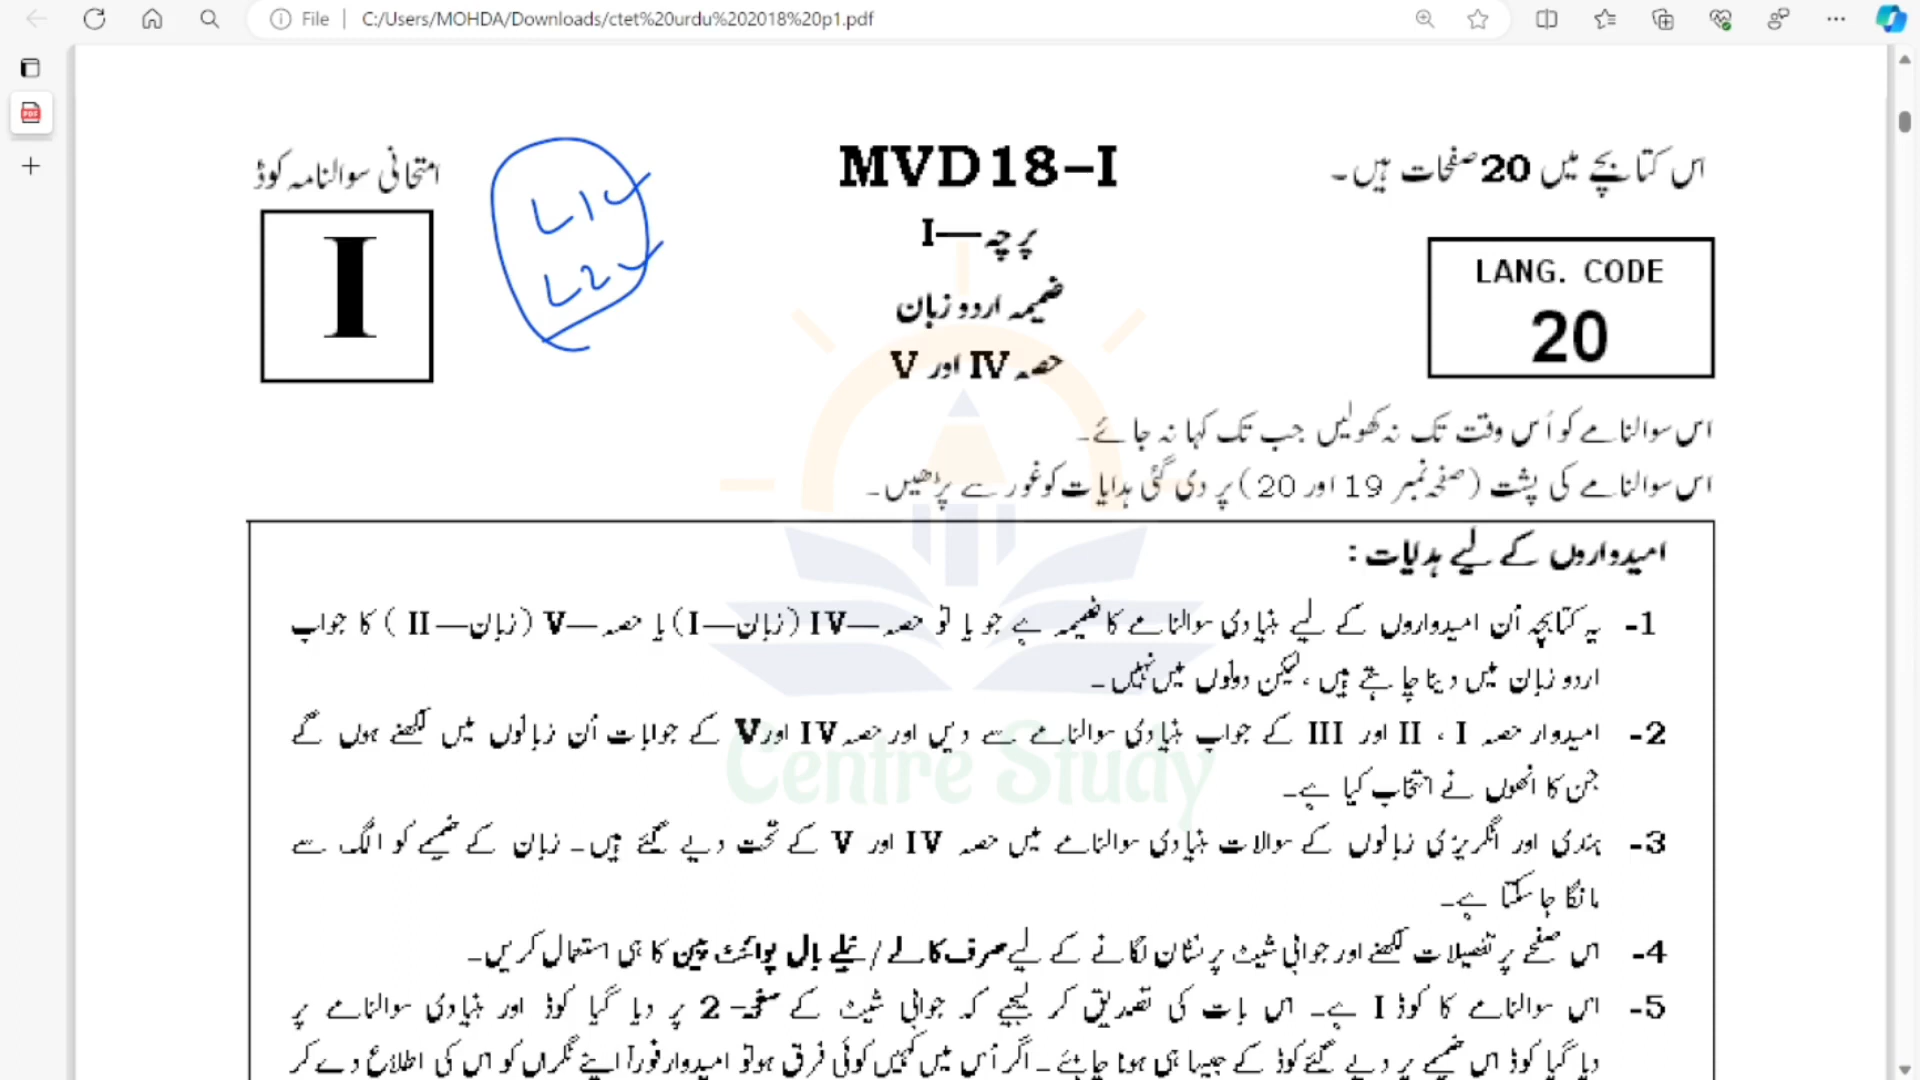 File
C:/Users/MOHDA/Downloads/ctet%20urdu%202018%20p1.pdf
اس کتابچے میں 20 صفحات ہیں۔
MVD18–I
امتحانی سوالنامہ کوڈ
I
L1
L2
پرچہ—I
ضمیمہ اردو زبان
حصہ IV اور V
LANG. CODE
20
اس سوالنامے کو اُس وقت تک نہ کھولیں جب تک کہا نہ جائے۔
اس سوالنامے کی پشت (صفحہ نمبر 19 اور 20) پر دی گئی ہدایات کو غور سے پڑھیں۔
امیدواروں کے لیے ہدایات :
1- یہ کتابچہ اُن امیدواروں کے لیے بنیادی سوالنامے کا ضمیمہ ہے جو یا تو حصہ—IV (زبان—I) یا حصہ—V (زبان—II) کا جواب
اردو زبان میں دینا چاہتے ہیں، لیکن دونوں میں نہیں۔
2- امیدوار حصہ I ، II اور III کے جواب بنیادی سوالنامے سے دیں اور حصہ IV اور V کے جوابات اُن زبانوں میں لکھنے ہوں گے
جن کا انھوں نے انتخاب کیا ہے۔
3- ہندی اور انگریزی زبانوں کے سوالات بنیادی سوالنامے میں حصہ IV اور V کے تحت دیے گئے ہیں۔ زبان کے ضمیمے کو الگ سے
مانگا جا سکتا ہے۔
4- اس صفحے پر تفصیلات لکھنے اور جوابی شیٹ پر نشان لگانے کے لیے صرف کالے / نیلے بال پوائنٹ پین کا ہی استعمال کریں۔
5- اس سوالنامے کا کوڈ I ہے۔ اس بات کی تصدیق کر لیجیے کہ جوابی شیٹ کے صفحہ-2 پر دیا گیا کوڈ اور بنیادی سوالنامے پر
دیا گیا کوڈ اس ضمیمے پر دیے گئے کوڈ کے جیسا ہی ہونا چاہئے۔ اگر اُس میں کہیں کوئی فرق ہو تو امیدوار فوراً اپنے نگراں کو اس کی اطلاع دے کر
Centre Study